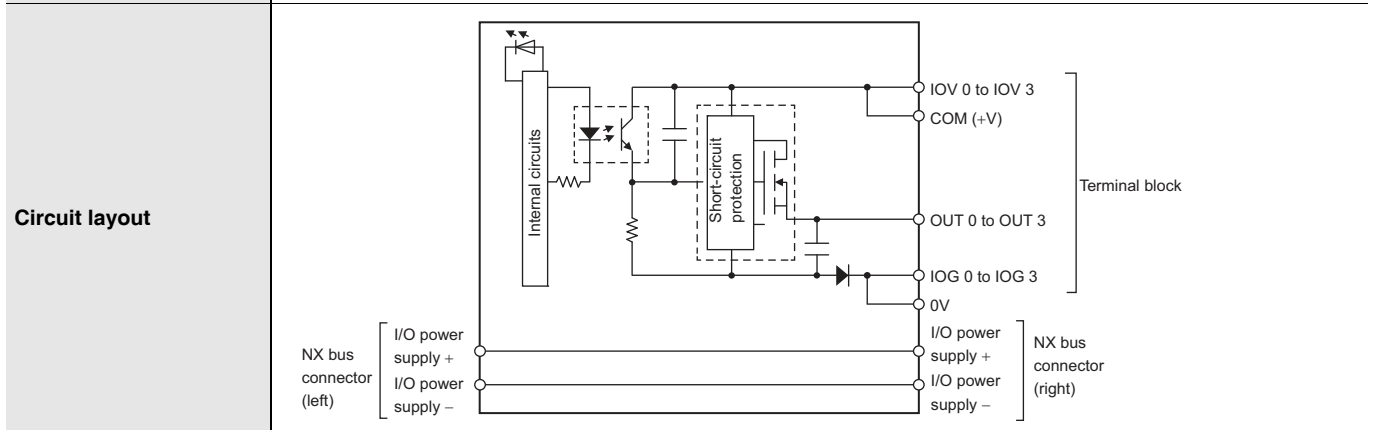 Circuit layout
Internal circuits
Short-circuit
protection
IOV 0 to IOV 3
COM (+V)
OUT 0 to OUT 3
IOG 0 to IOG 3
0V
Terminal block
NX bus
connector
(left)
I/O power
supply +
I/O power
supply −
I/O power
supply +
I/O power
supply −
NX bus
connector
(right)